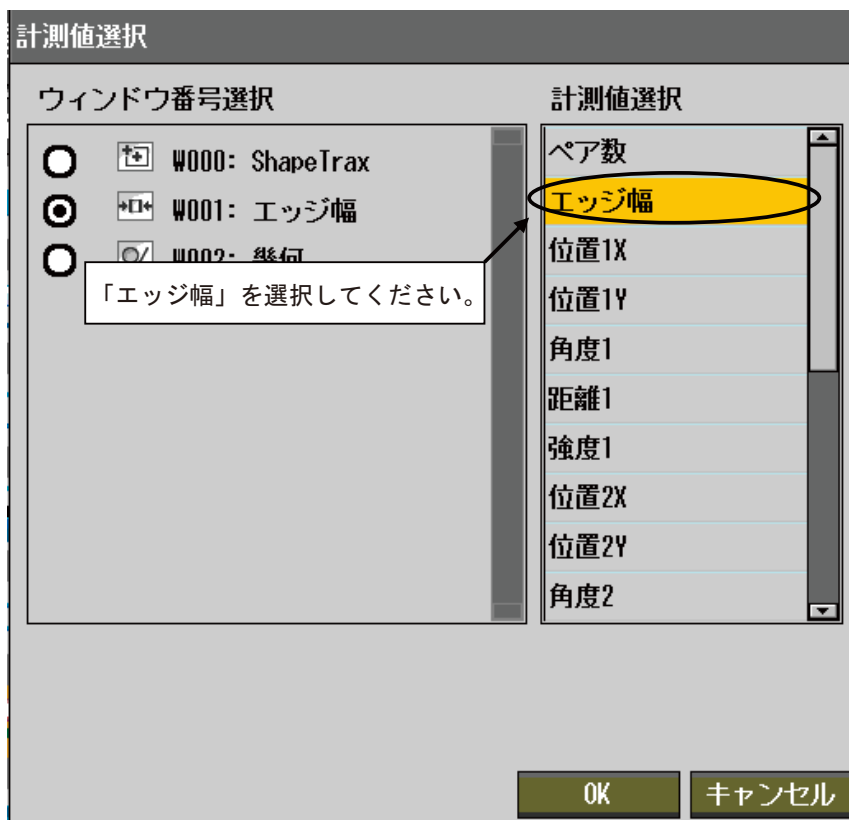 計測値選択
ウィンドウ番号選択
計測値選択
W000: ShapeTrax
W001: エッジ幅
W002: 幾何
「エッジ幅」を選択してください。
ペア数
エッジ幅
位置1X
位置1Y
角度1
距離1
強度1
位置2X
位置2Y
角度2
OK
キャンセル